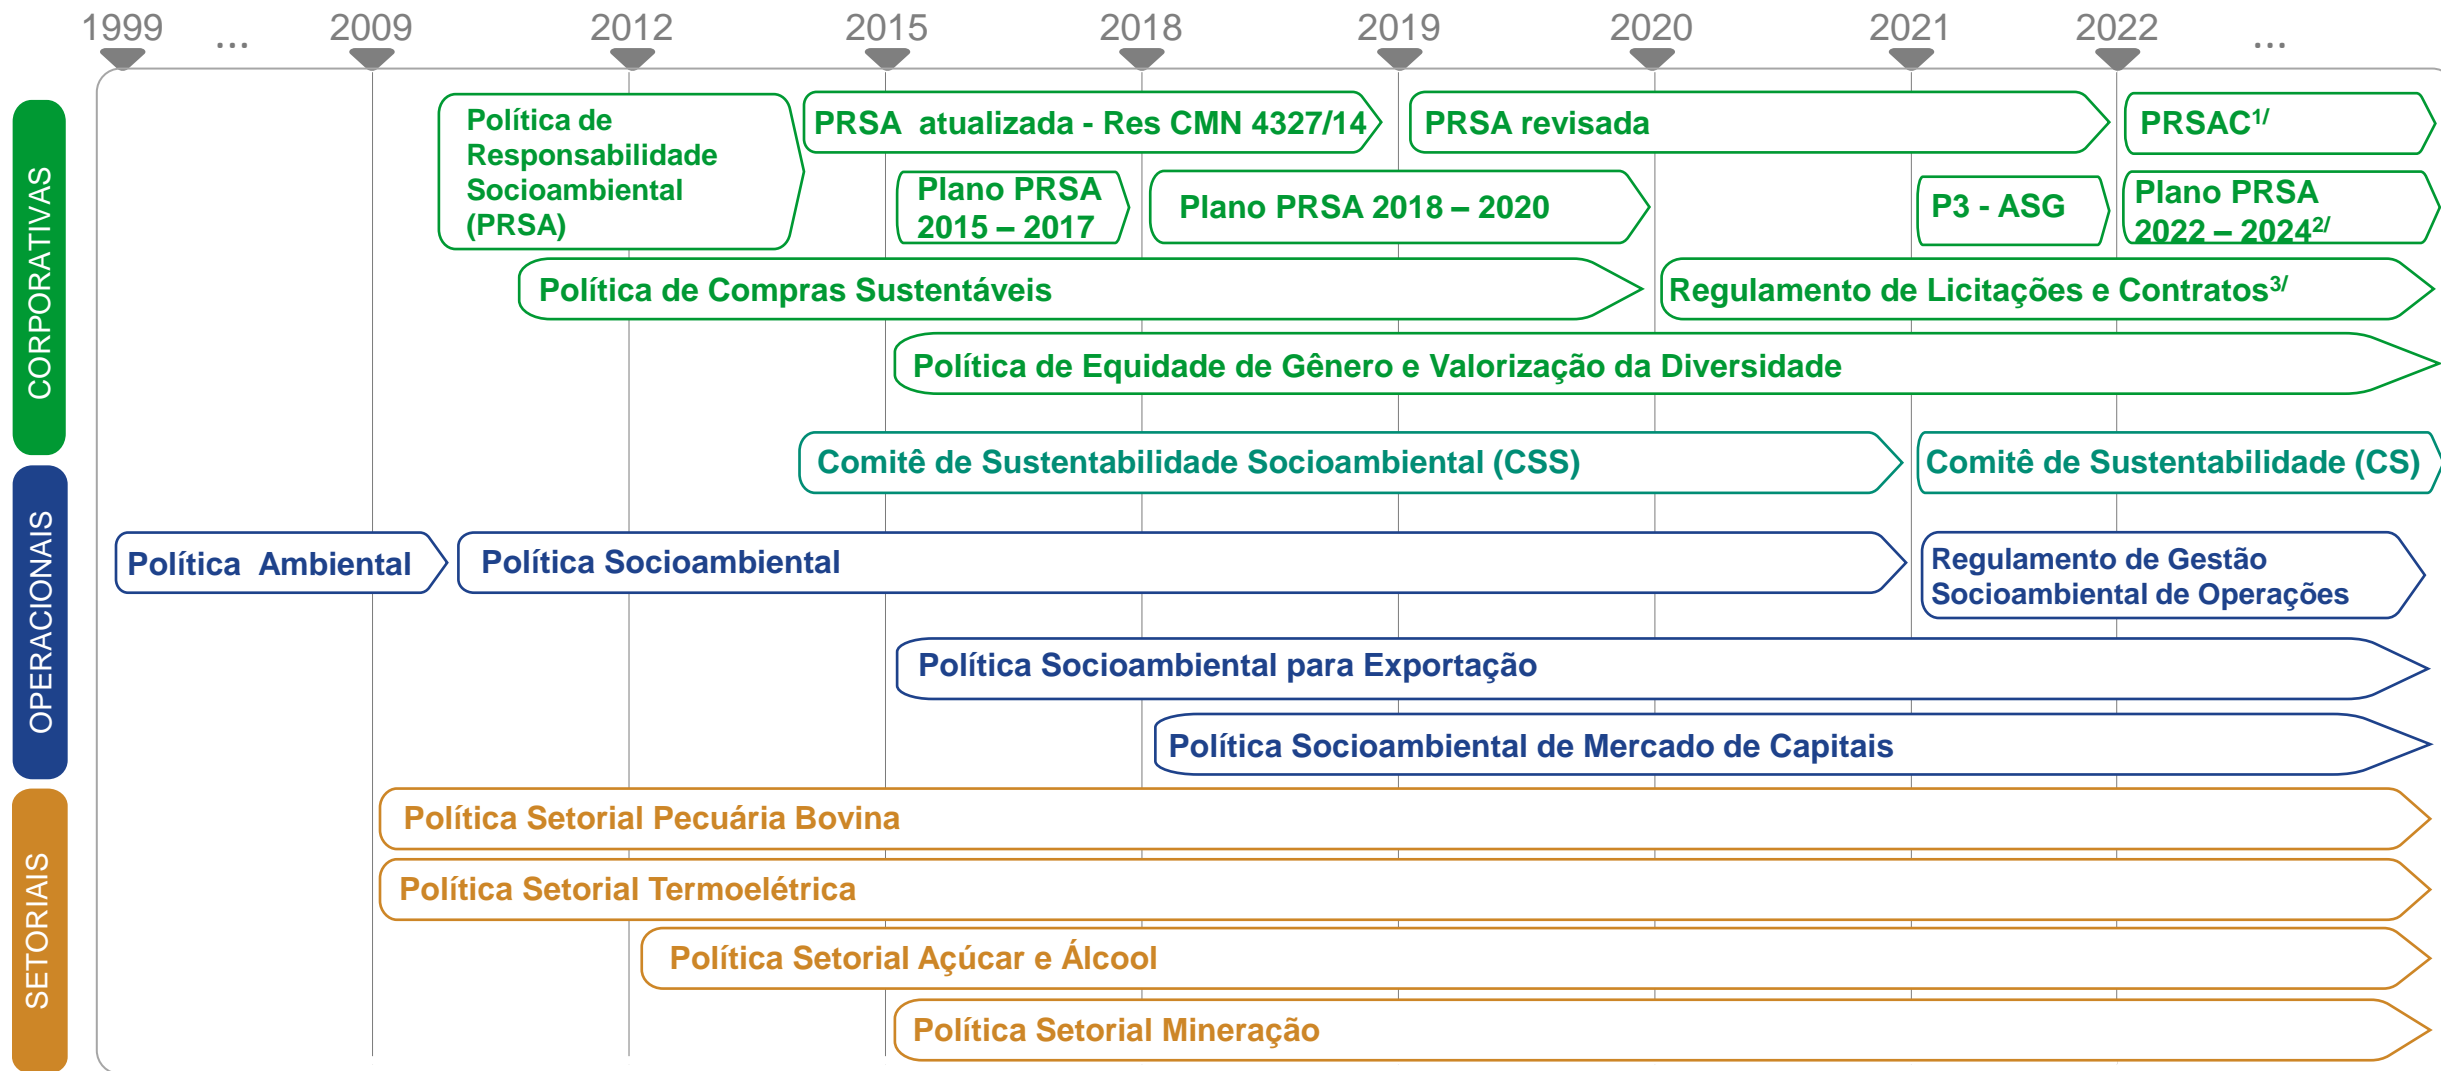 1999 ... 2009 2012 2015 2018 2019 2020 2021 2022 ...
CORPORATIVAS
Política de
Responsabilidade
Socioambiental
(PRSA)
PRSA atualizada - Res CMN 4327/14
PRSA revisada
PRSAC1/
Plano PRSA
2015 – 2017
Plano PRSA 2018 – 2020
P3 - ASG
Plano PRSA
2022 – 20242/
Política de Compras Sustentáveis
Regulamento de Licitações e Contratos3/
Política de Equidade de Gênero e Valorização da Diversidade
Comitê de Sustentabilidade Socioambiental (CSS)
Comitê de Sustentabilidade (CS)
OPERACIONAIS
Política Ambiental
Política Socioambiental
Regulamento de Gestão
Socioambiental de Operações
Política Socioambiental para Exportação
Política Socioambiental de Mercado de Capitais
SETORIAIS
Política Setorial Pecuária Bovina
Política Setorial Termoelétrica
Política Setorial Açúcar e Álcool
Política Setorial Mineração